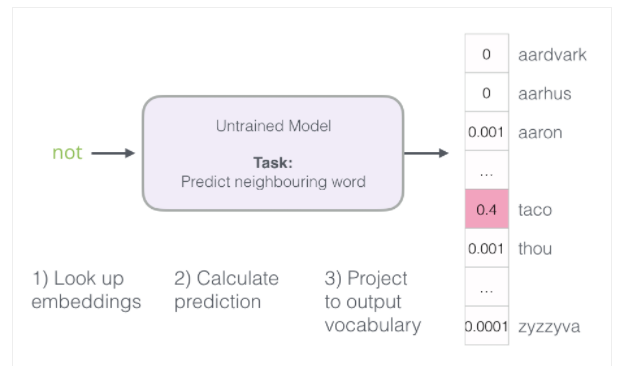 not
Untrained Model
Task:
Predict neighbouring word
0 aardvark
0 aarhus
0.001 aaron
...
0.4 taco
0.001 thou
...
0.0001 zyzzyva
1) Look up
embeddings
2) Calculate
prediction
3) Project
to output
vocabulary